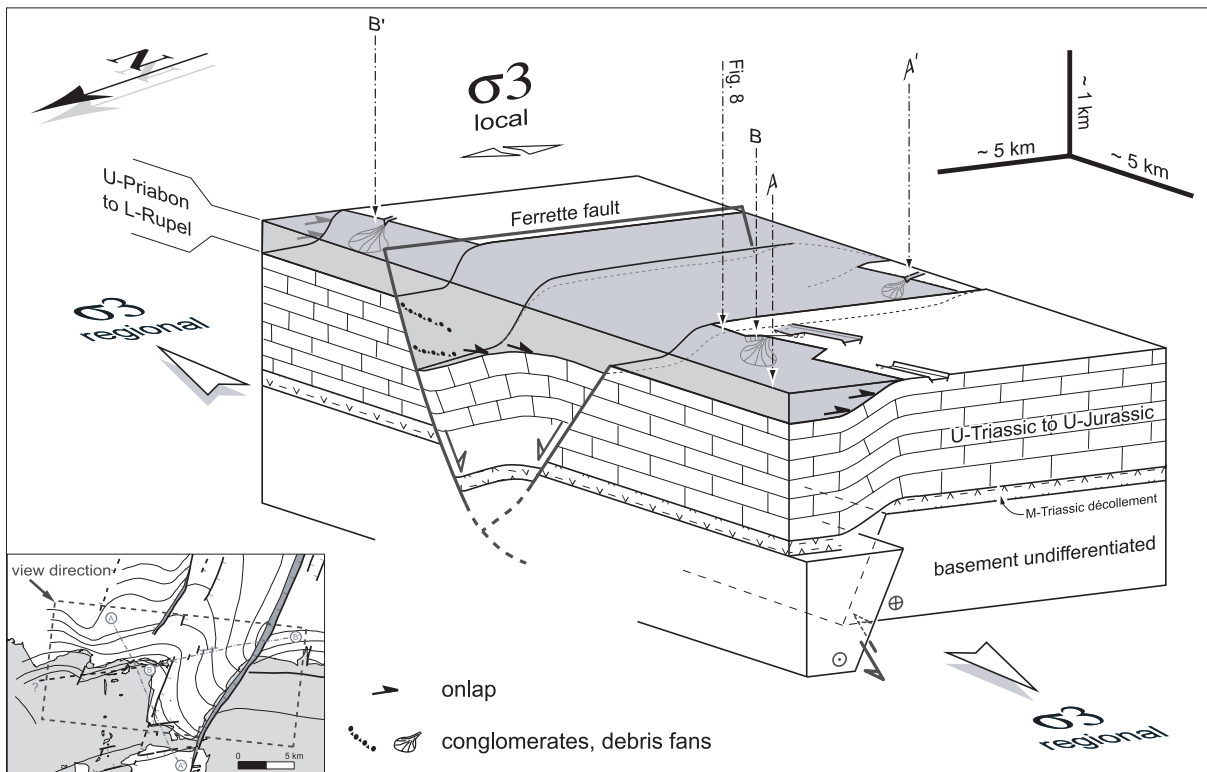 B'
N
σ3
local
Fig. 8
B
A
A'
~ 1 km
~ 5 km
~ 5 km
U-Priabon
to L-Rupel
Ferrette fault
σ3
regional
U-Triassic to U-Jurassic
M-Triassic décollement
basement undifferentiated
view direction
A
B'
B
?
A
0
5 km
onlap
conglomerates, debris fans
σ3
regional